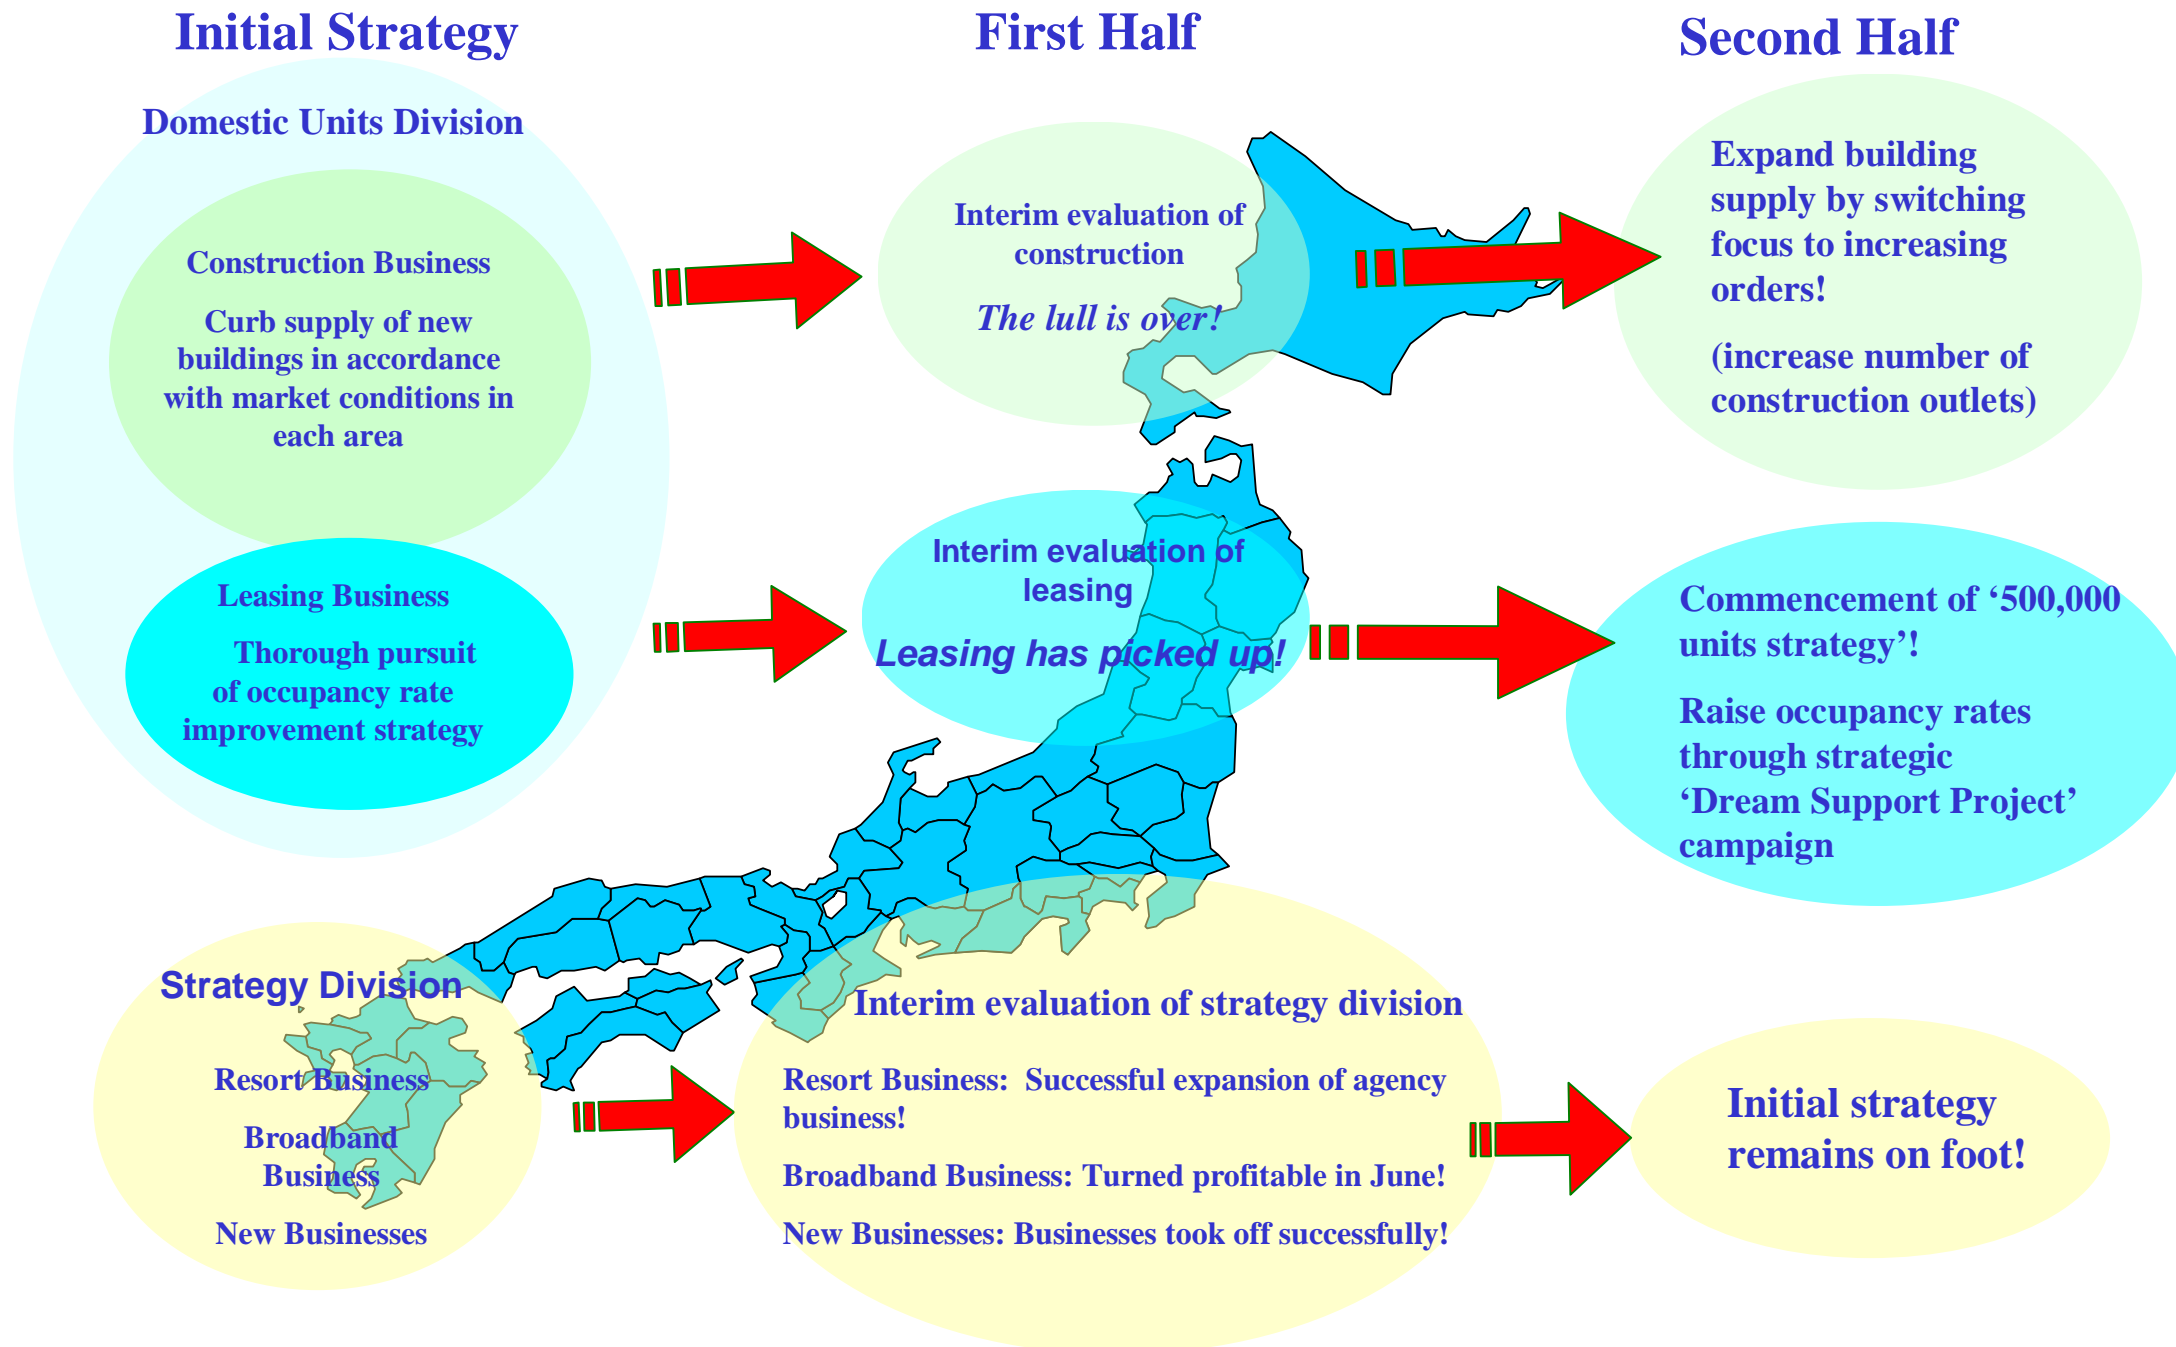 Initial Strategy
First Half
Second Half
Domestic Units Division
Construction Business
Curb supply of new
buildings in accordance
with market conditions in
each area
Leasing Business
Thorough pursuit
of occupancy rate
improvement strategy
Interim evaluation of
construction
The lull is over!
Interim evaluation of
leasing
Leasing has picked up!
Expand building
supply by switching
focus to increasing
orders!
(increase number of
construction outlets)
Commencement of ‘500,000
units strategy’!
Raise occupancy rates
through strategic
‘Dream Support Project’
campaign
Strategy Division
Resort Business
Broadband
Business
New Businesses
Interim evaluation of strategy division
Resort Business:  Successful expansion of agency
business!
Broadband Business: Turned profitable in June!
New Businesses: Businesses took off successfully!
Initial strategy
remains on foot!